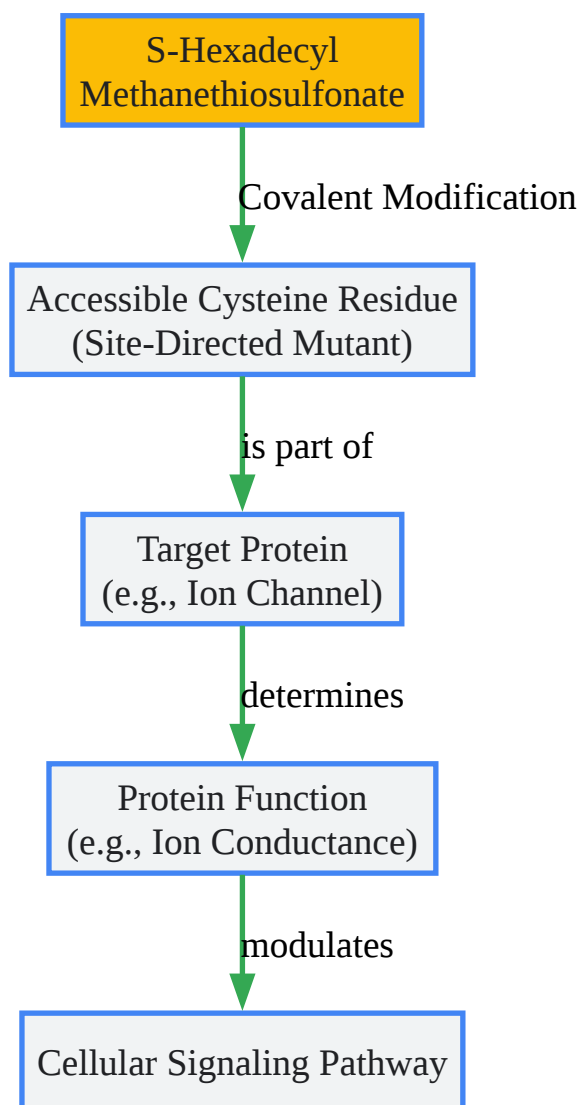 S-Hexadecyl
Methanethiosulfonate
Covalent Modification
Accessible Cysteine Residue
(Site-Directed Mutant)
is part of
Target Protein
(e.g., Ion Channel)
determines
Protein Function
(e.g., Ion Conductance)
modulates
Cellular Signaling Pathway